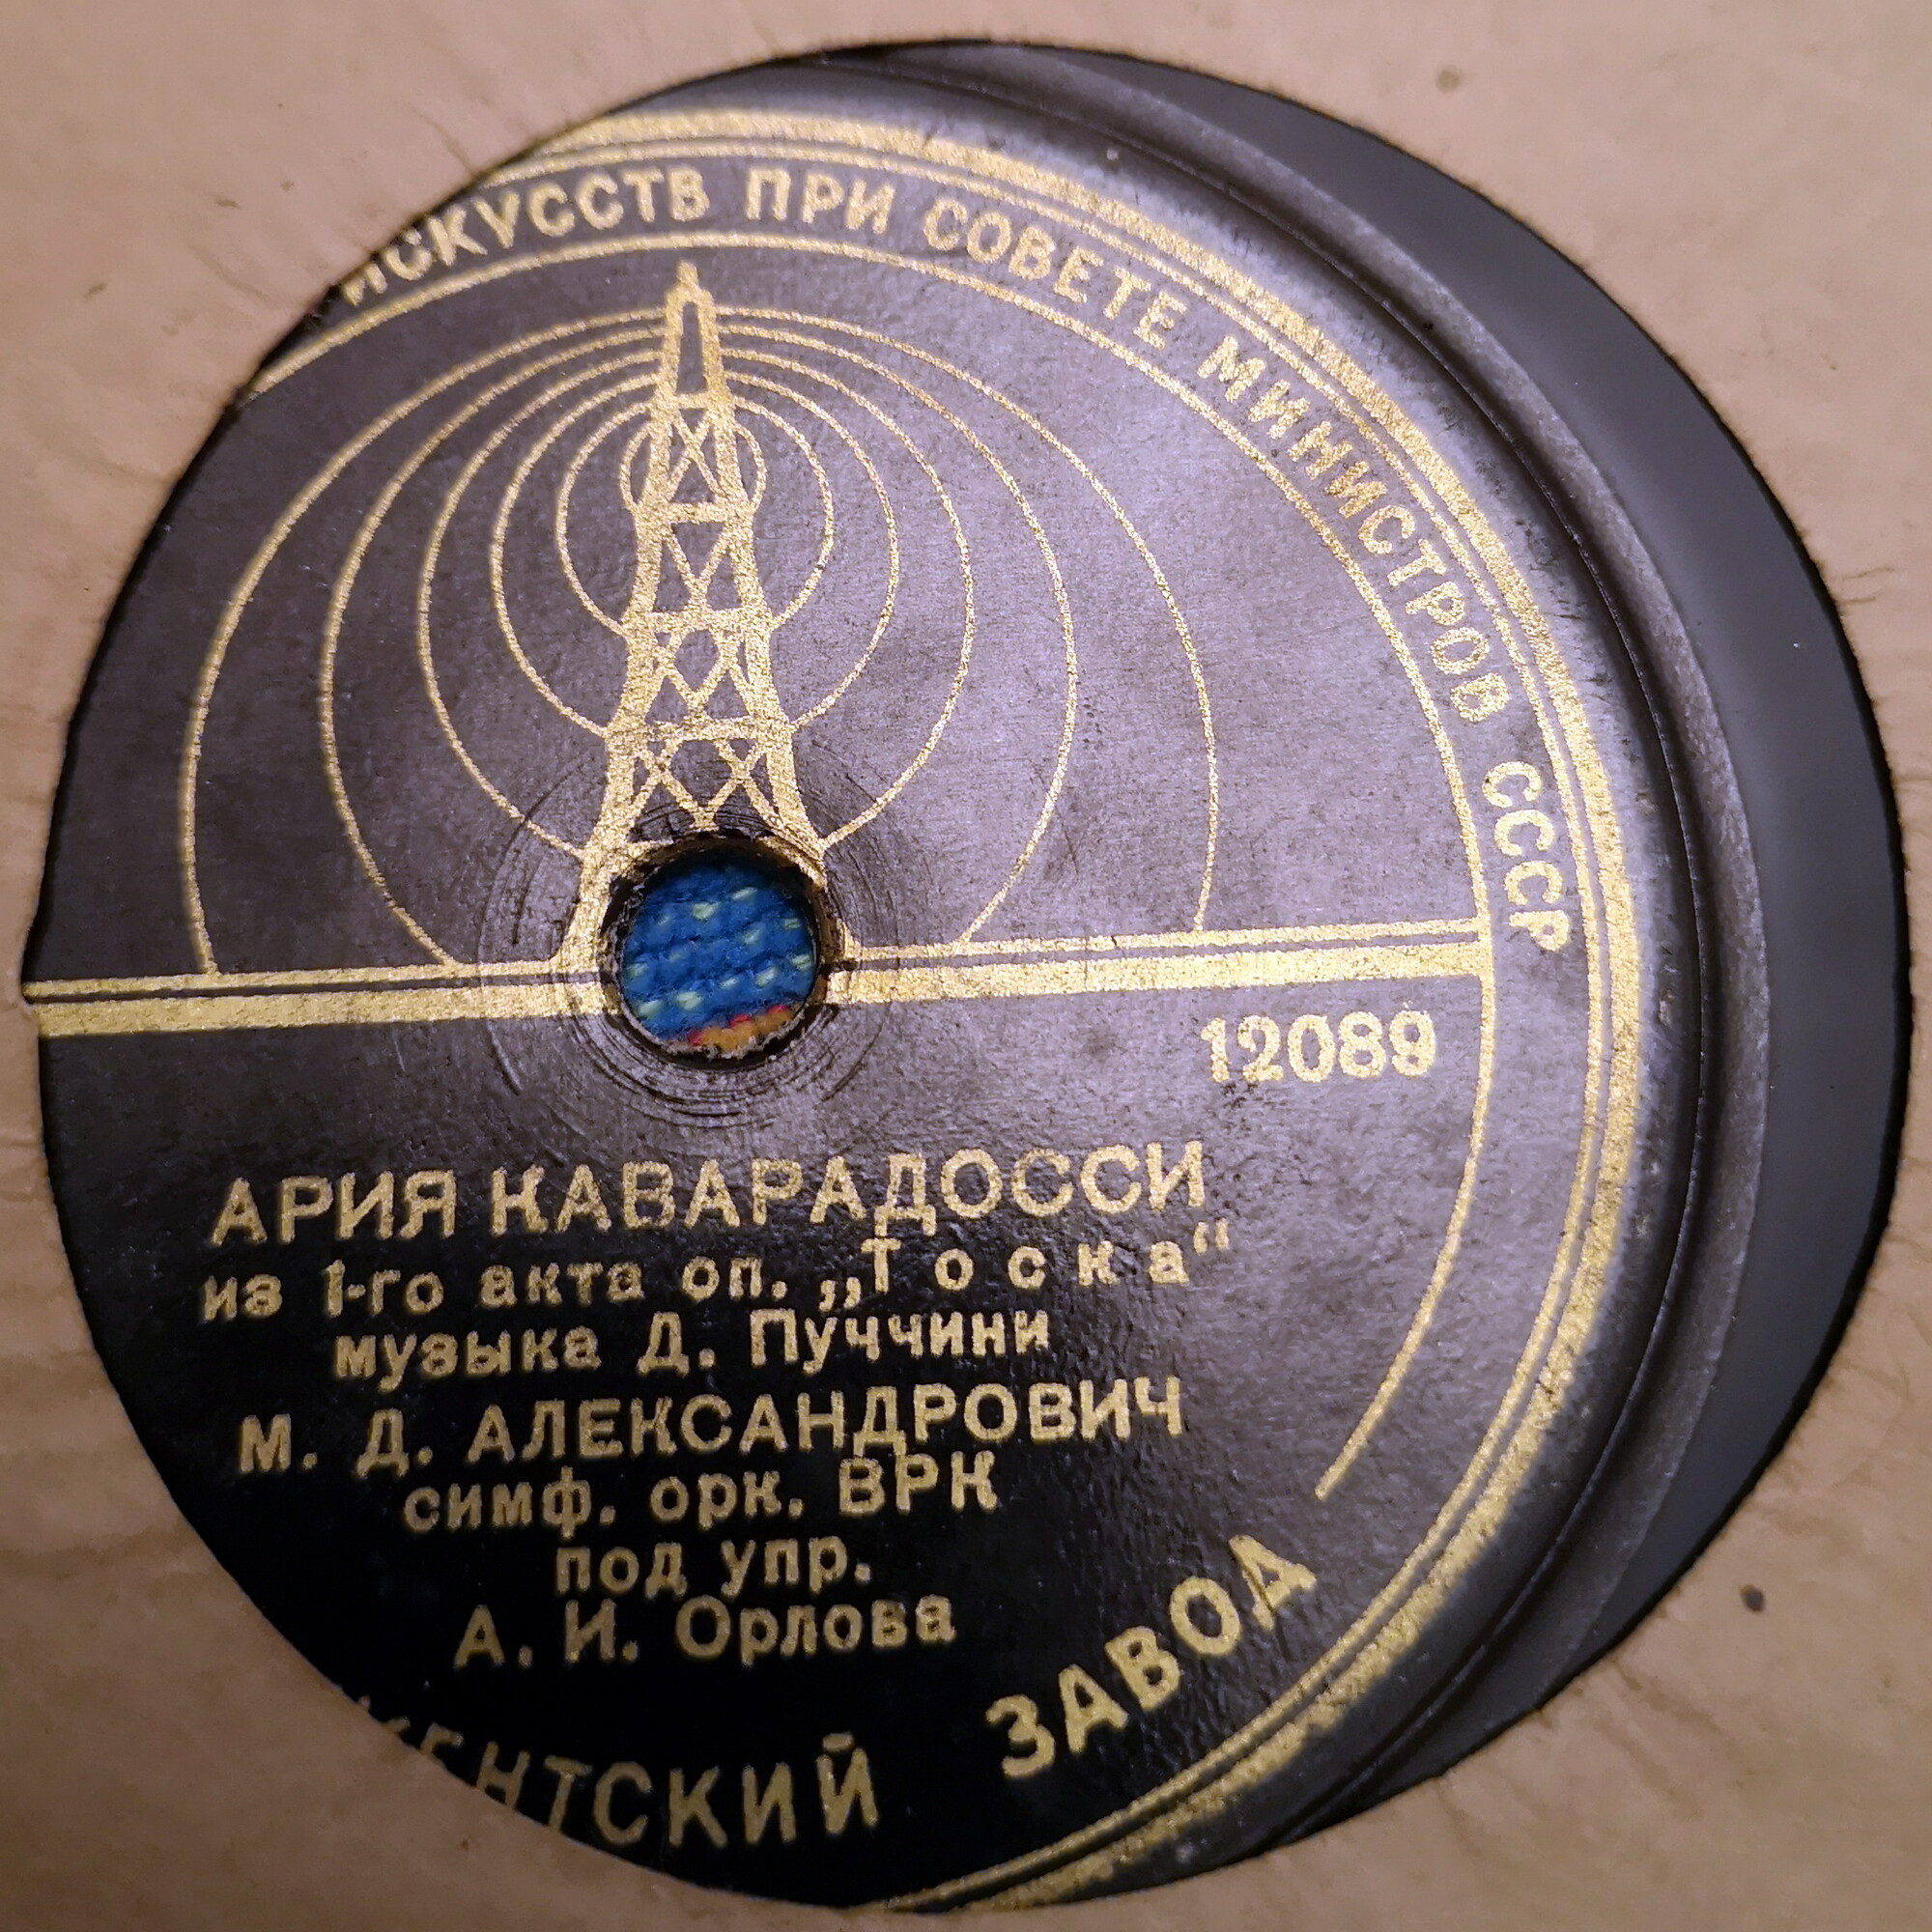 ИСКУССТВ ПРИ СОВЕТЕ МИНИСТРОВ СССР
12089
АРИЯ КАВАРАДОССИ
из 1-го акта оп. „Тоска“
музыка Д. Пуччини
М. Д. АЛЕКСАНДРОВИЧ
симф. орк. ВРК
под упр.
А. И. Орлова
КЕНТСКИЙ ЗАВОД